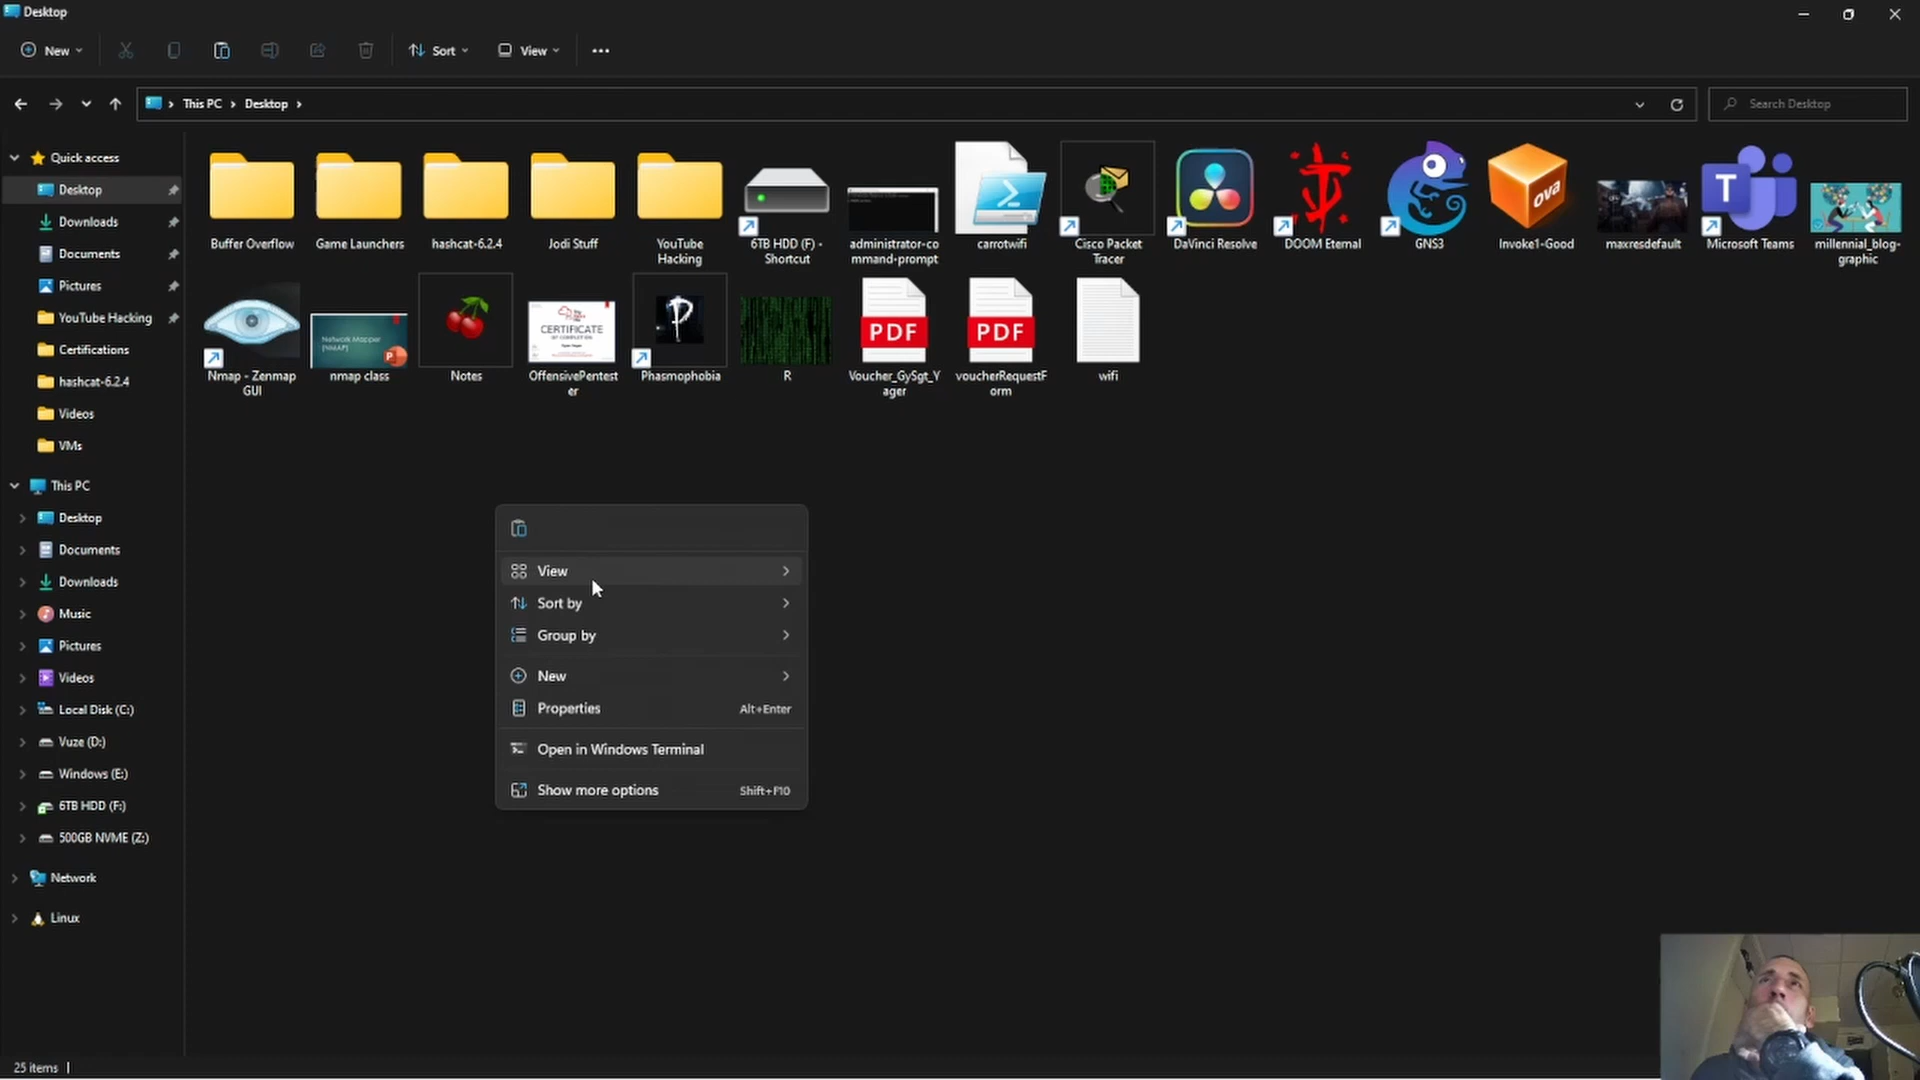 Desktop
New
Sort
View
This PC
Desktop
Search Desktop
Quick access
Desktop
Downloads
Documents
Pictures
YouTube Hacking
Certifications
hashcat-6.2.4
Videos
VMs
This PC
Desktop
Documents
Downloads
Music
Pictures
Videos
Local Disk (C:)
Vuze (D:)
Windows (E:)
6TB HDD (F:)
500GB NVME (Z:)
Network
Linux
Buffer Overflow
Game Launchers
hashcat-6.2.4
Jodi Stuff
YouTube
Hacking
6TB HDD (F) -
Shortcut
administrator-co
mmand-prompt
carrotwifi
Cisco Packet
Tracer
DaVinci Resolve
DOOM Eternal
GNS3
ova
Invoke1-Good
maxresdefault
T
Microsoft Teams
millennial_blog-
graphic
Nmap - Zenmap
GUI
Network Mapper
(NMAP)
P
nmap class
Notes
CERTIFICATE
OF COMPLETION
OffensivePentest
er
Phasmophobia
R
PDF
Voucher_GySgt_Y
ager
PDF
voucherRequestF
orm
wifi
View
Sort by
Group by
New
Properties Alt+Enter
Open in Windows Terminal
Show more options Shift+F10
25 items